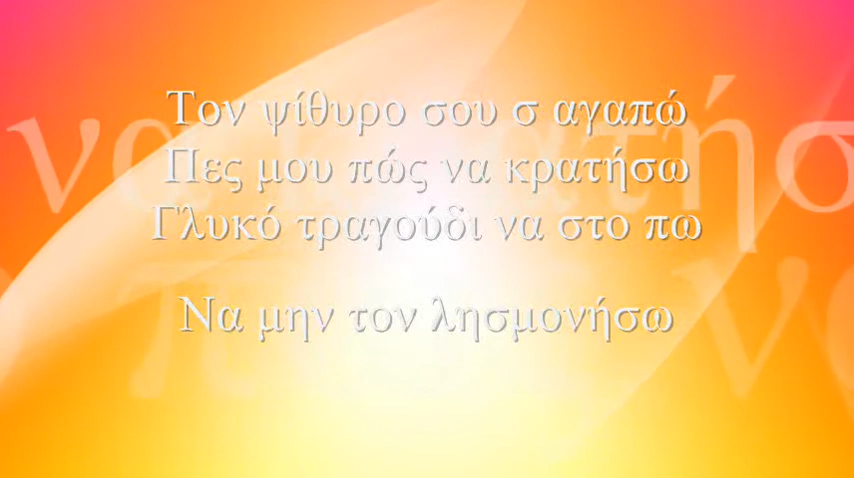 Τον ψίθυρο σου σ αγαπώ
Πες μου πώς να κρατήσω
Γλυκό τραγούδι να στο πω
Να μην τον λησμονήσω